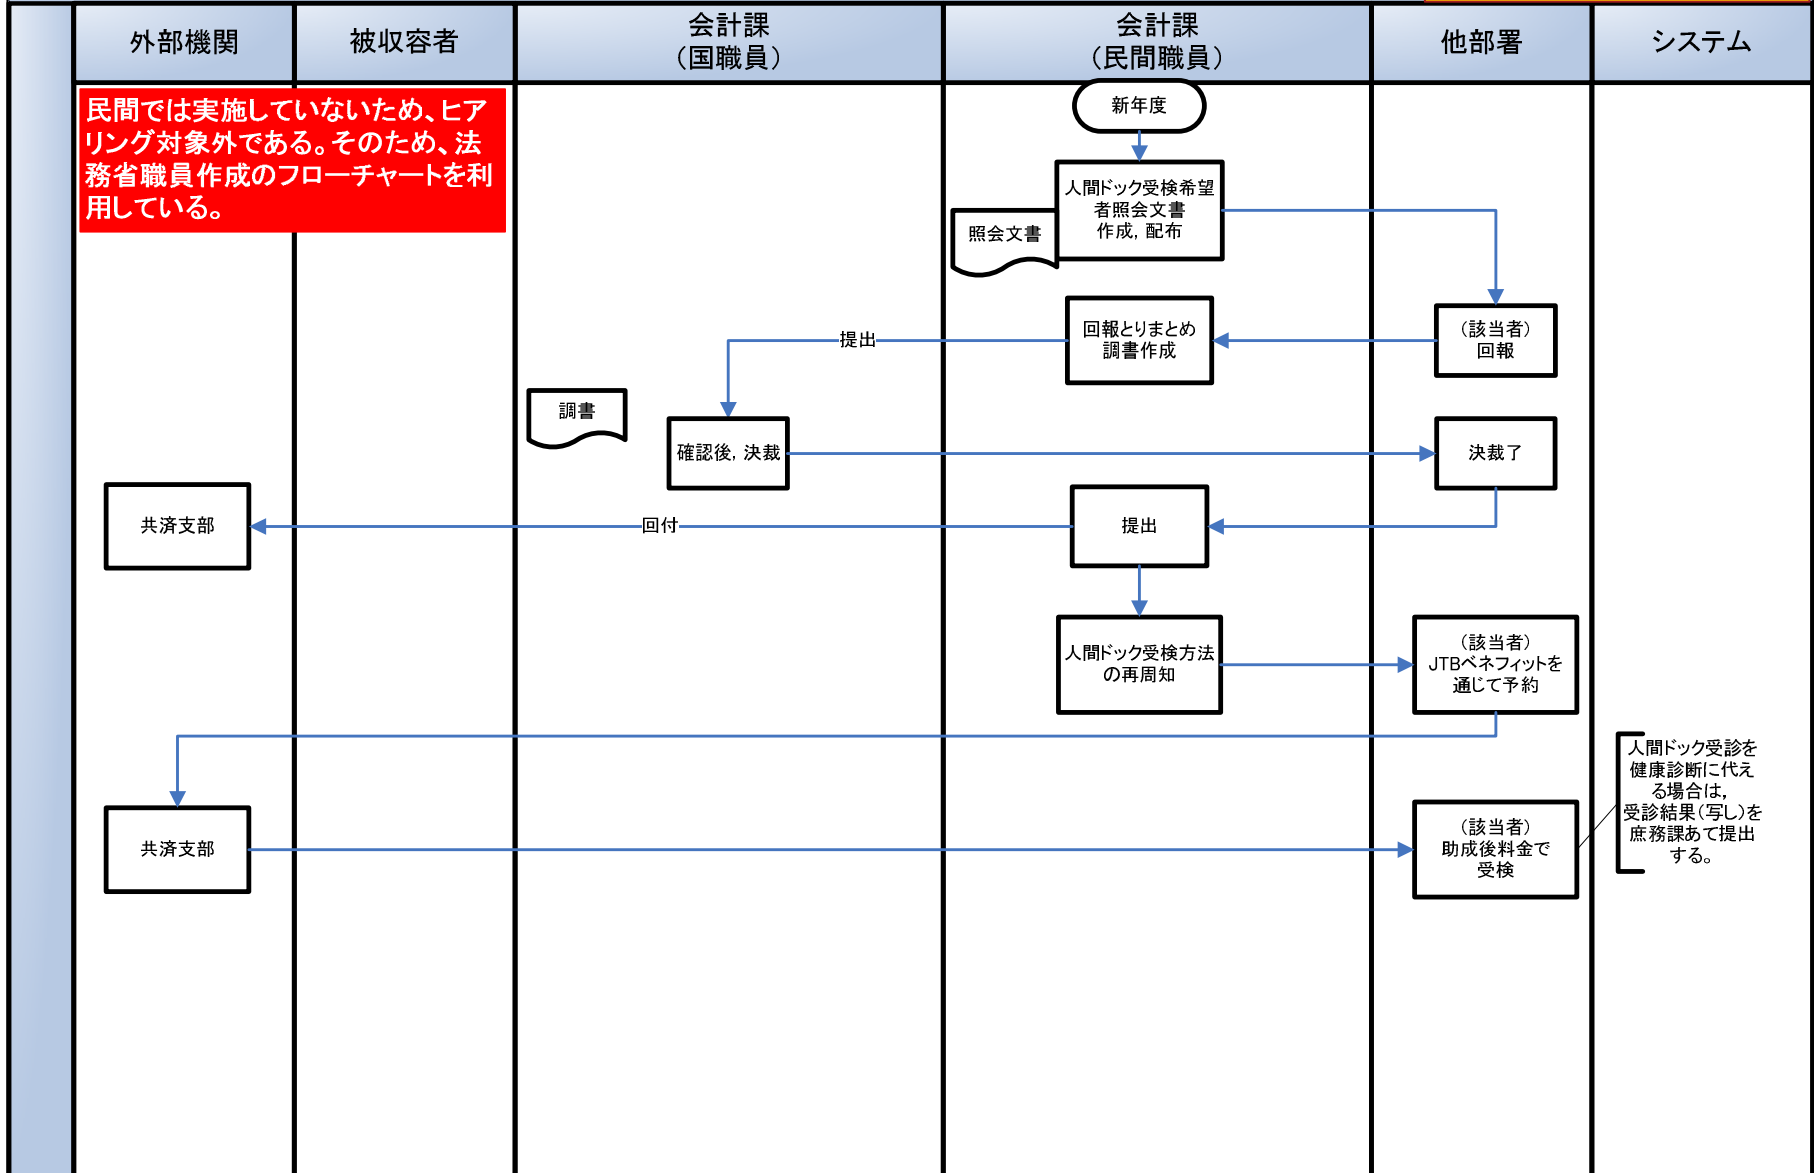 外部機関
被収容者
会計課
（国職員）
会計課
（民間職員）
他部署
システム
民間では実施していないため、ヒア
リング対象外である。そのため、法
務省職員作成のフローチャートを利
用している。
新年度
人間ドック受検希望
者照会文書
作成，配布
照会文書
（該当者）
回報
回報とりまとめ
調書作成
提出
調書
確認後，決裁
決裁了
提出
回付
共済支部
人間ドック受検方法
の再周知
（該当者）
JTBベネフィットを
通じて予約
共済支部
（該当者）
助成後料金で
受検
人間ドック受診を
健康診断に代え
る場合は，
受診結果（写し）を
庶務課あて提出
する。